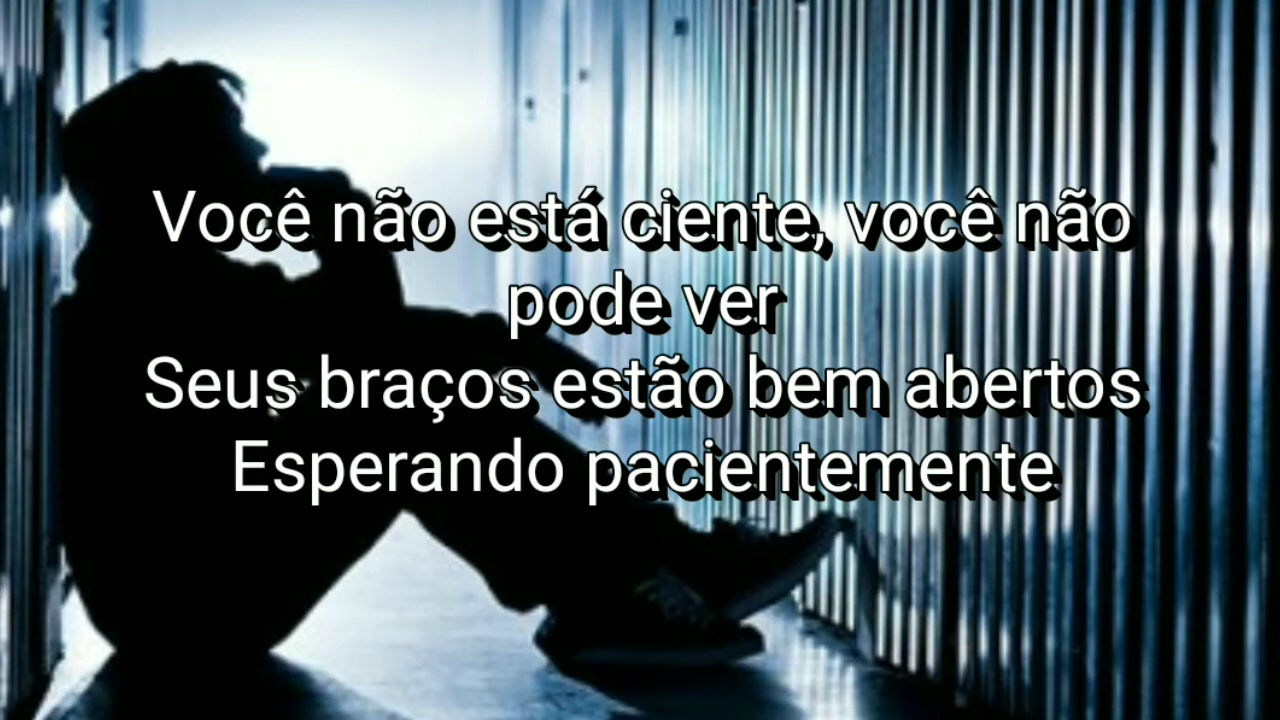 Você não está ciente, você não
pode ver
Seus braços estão bem abertos
Esperando pacientemente